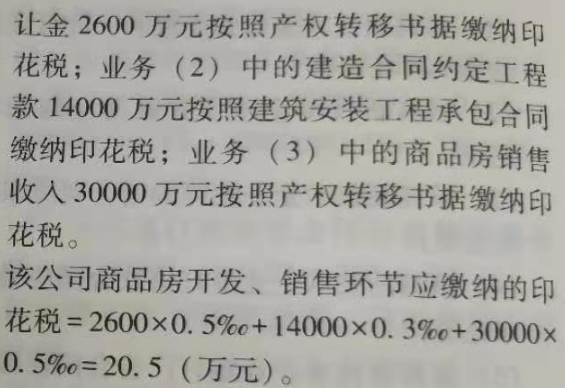 让金 2600 万元按照产权转移书据缴纳印
花税；业务（2）中的建造合同约定工程
款 14000 万元按照建筑安装工程承包合同
缴纳印花税；业务（3）中的商品房销售
收入 30000 万元按照产权转移书据缴纳印
花税。
该公司商品房开发、销售环节应缴纳的印
花税=2600×0.5‰+14000×0.3‰+30000×
0.5‰=20.5（万元）。